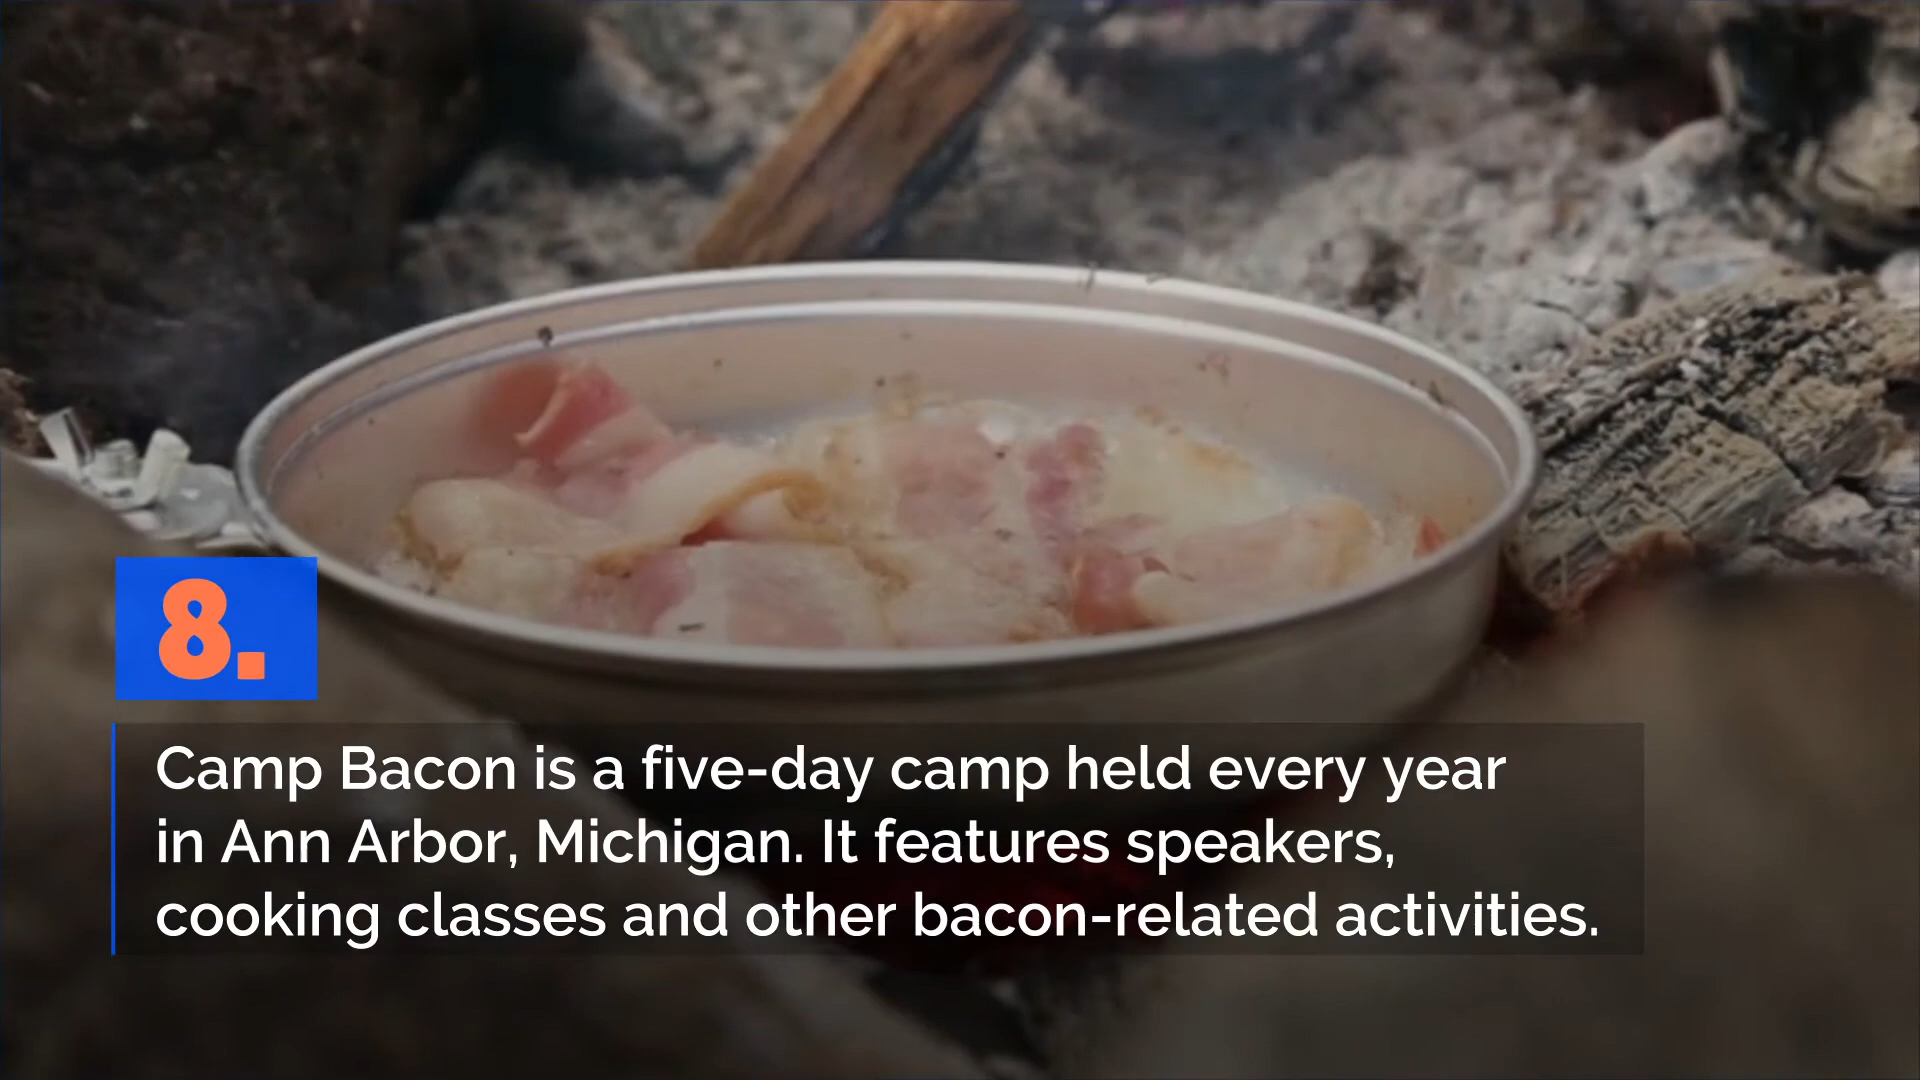 8.
Camp Bacon is a five-day camp held every year
in Ann Arbor, Michigan. It features speakers,
cooking classes and other bacon-related activities.